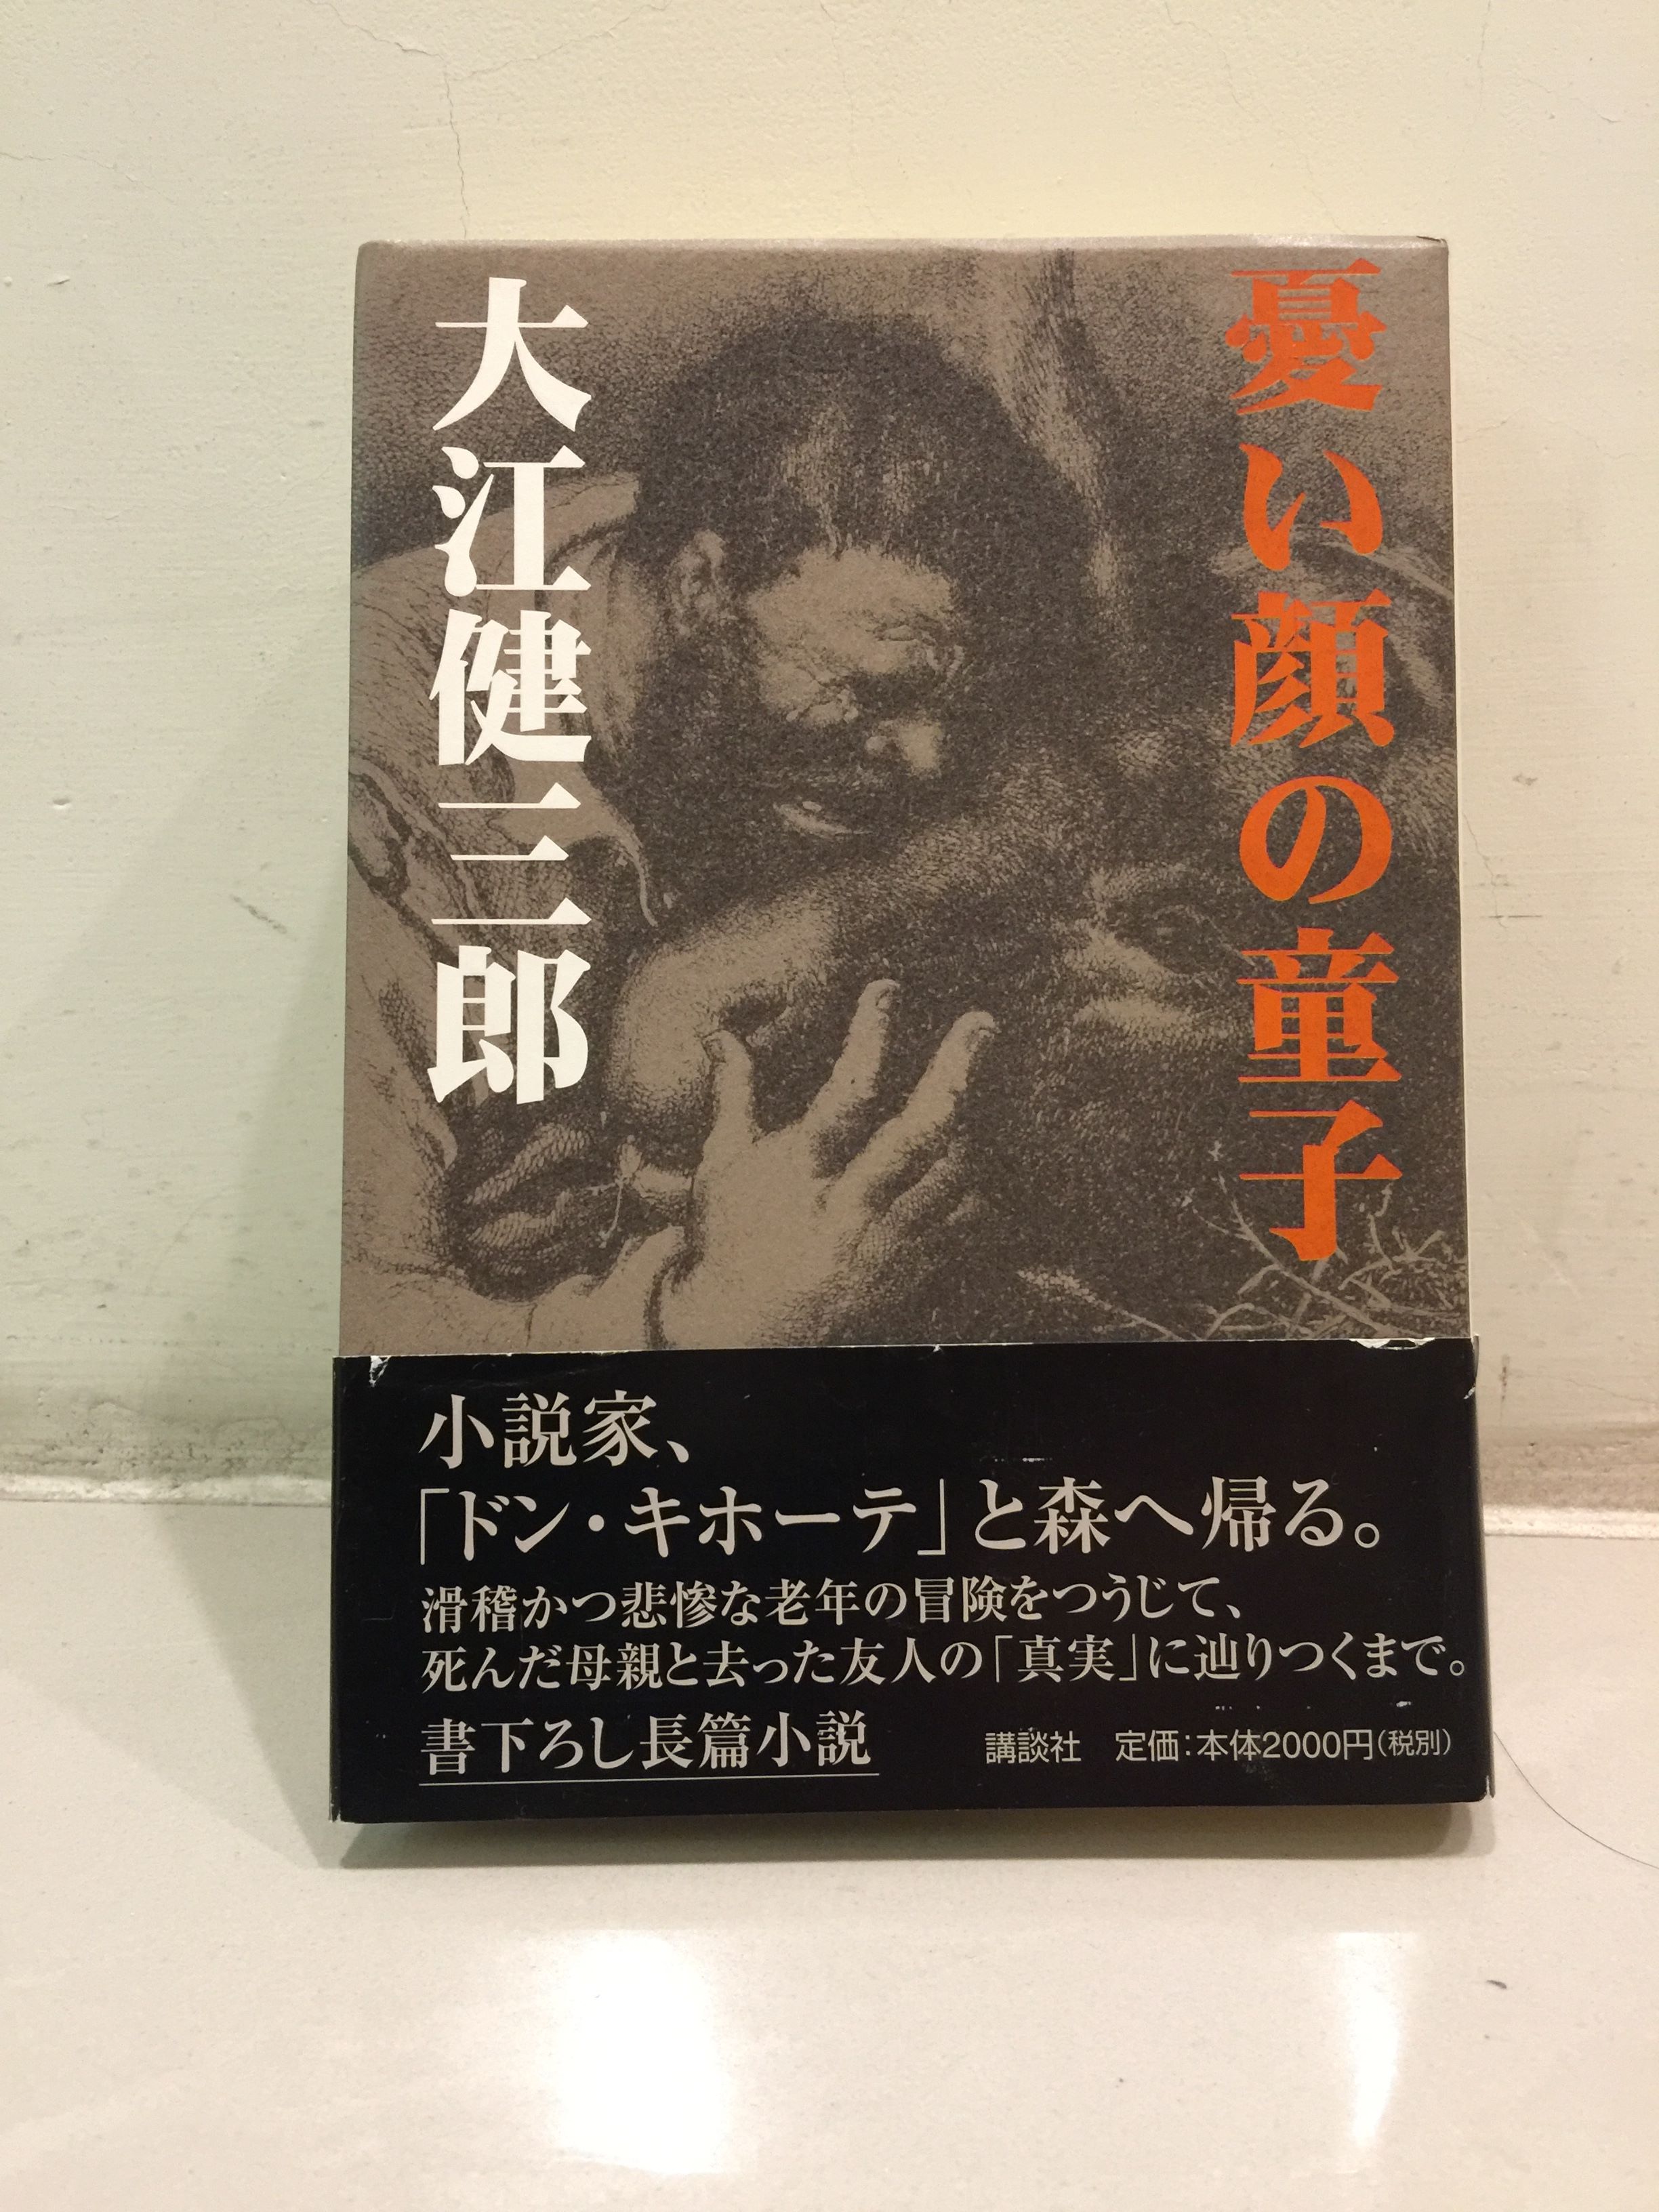 憂い顔の童子
大江健三郎
小説家、
「ドン・キホーテ」と森へ帰る。
滑稽かつ悲惨な老年の冒険をつうじて、
死んだ母親と去った友人の「真実」に辿りつくまで。
書下ろし長篇小説
講談社 定価:本体2000円(税別)